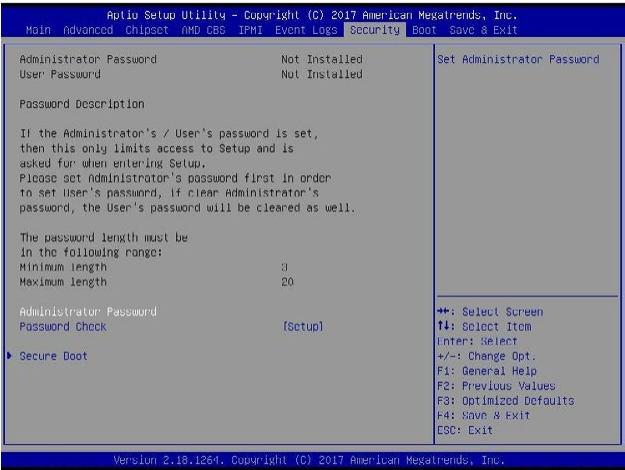 Aptio Setup Utility – Copyright (C) 2017 American Megatrends, Inc.
Main Advanced Chipset AMD CBS IPMI Event Logs Security Boot Save & Exit
Administrator Password Not Installed
User Password Not Installed
Password Description
If the Administrator's / User's password is set,
then this only limits access to Setup and is
asked for when entering Setup.
Please set Administrator's password first in order
to set User's password, if clear Administrator's
password, the User's password will be cleared as well.
The password length must be
in the following range:
Minimum length 3
Maximum length 20
Administrator Password
Password Check [Setup]
Secure Boot
Set Administrator Password
→←: Select Screen
↑↓: Select Item
Enter: Select
+/-: Change Opt.
F1: General Help
F2: Previous Values
F3: Optimized Defaults
F4: Save & Exit
ESC: Exit
Version 2.18.1264. Copyright (C) 2017 American Megatrends, Inc.